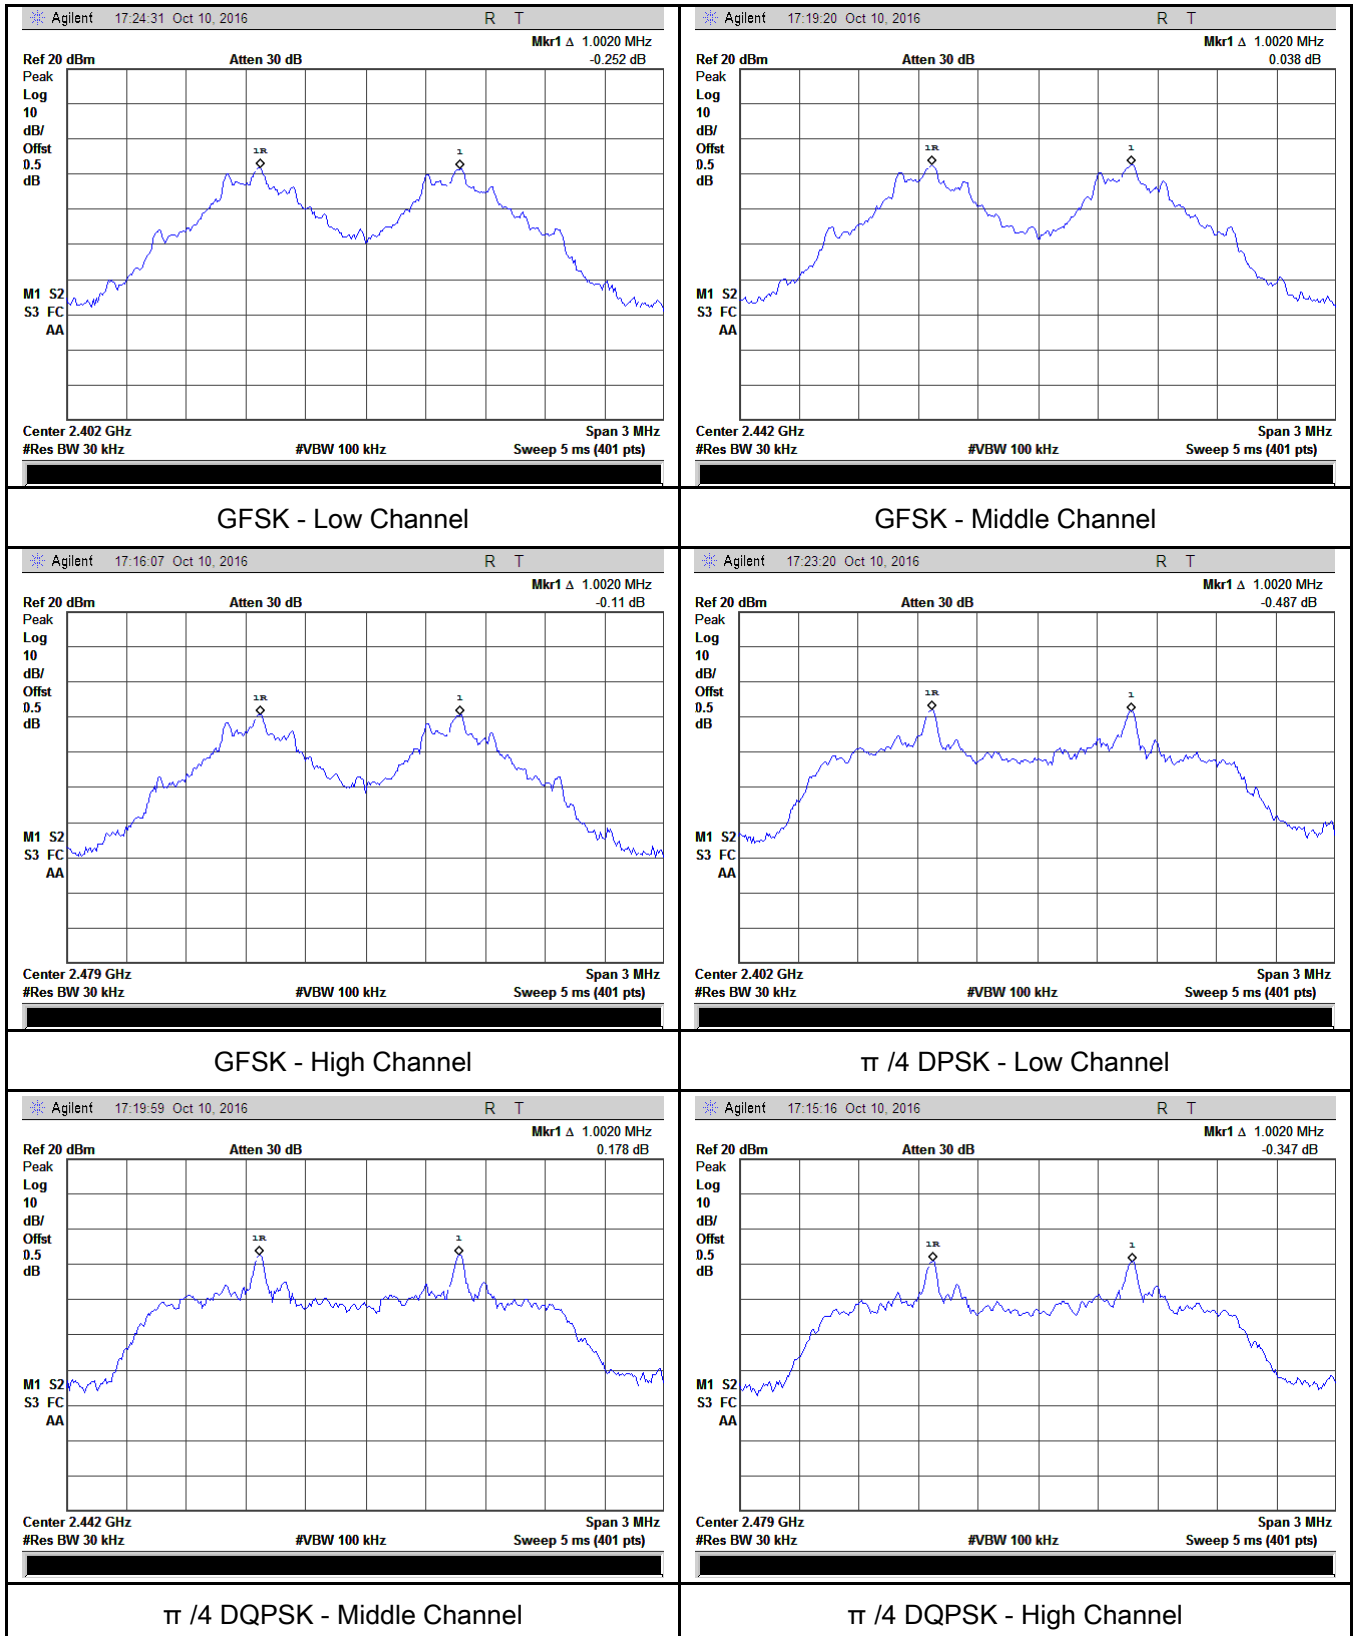 Agilent 17:24:31 Oct 10, 2016 R T
Mkr1 Δ 1.0020 MHz
Ref 20 dBm Atten 30 dB -0.252 dB
Peak
Log
10
dB/
Offst
0.5
dB
1R 1
M1 S2
S3 FC
AA
Center 2.402 GHz Span 3 MHz
#Res BW 30 kHz #VBW 100 kHz Sweep 5 ms (401 pts)
GFSK - Low Channel
Agilent 17:19:20 Oct 10, 2016 R T
Mkr1 Δ 1.0020 MHz
Ref 20 dBm Atten 30 dB 0.038 dB
Peak
Log
10
dB/
Offst
0.5
dB
1R 1
M1 S2
S3 FC
AA
Center 2.442 GHz Span 3 MHz
#Res BW 30 kHz #VBW 100 kHz Sweep 5 ms (401 pts)
GFSK - Middle Channel
Agilent 17:16:07 Oct 10, 2016 R T
Mkr1 Δ 1.0020 MHz
Ref 20 dBm Atten 30 dB -0.11 dB
Peak
Log
10
dB/
Offst
0.5
dB
1R 1
M1 S2
S3 FC
AA
Center 2.479 GHz Span 3 MHz
#Res BW 30 kHz #VBW 100 kHz Sweep 5 ms (401 pts)
GFSK - High Channel
Agilent 17:23:20 Oct 10, 2016 R T
Mkr1 Δ 1.0020 MHz
Ref 20 dBm Atten 30 dB -0.487 dB
Peak
Log
10
dB/
Offst
0.5
dB
1R 1
M1 S2
S3 FC
AA
Center 2.402 GHz Span 3 MHz
#Res BW 30 kHz #VBW 100 kHz Sweep 5 ms (401 pts)
π /4 DPSK - Low Channel
Agilent 17:19:59 Oct 10, 2016 R T
Mkr1 Δ 1.0020 MHz
Ref 20 dBm Atten 30 dB 0.178 dB
Peak
Log
10
dB/
Offst
0.5
dB
1R 1
M1 S2
S3 FC
AA
Center 2.442 GHz Span 3 MHz
#Res BW 30 kHz #VBW 100 kHz Sweep 5 ms (401 pts)
π /4 DQPSK - Middle Channel
Agilent 17:15:16 Oct 10, 2016 R T
Mkr1 Δ 1.0020 MHz
Ref 20 dBm Atten 30 dB -0.347 dB
Peak
Log
10
dB/
Offst
0.5
dB
1R 1
M1 S2
S3 FC
AA
Center 2.479 GHz Span 3 MHz
#Res BW 30 kHz #VBW 100 kHz Sweep 5 ms (401 pts)
π /4 DQPSK - High Channel